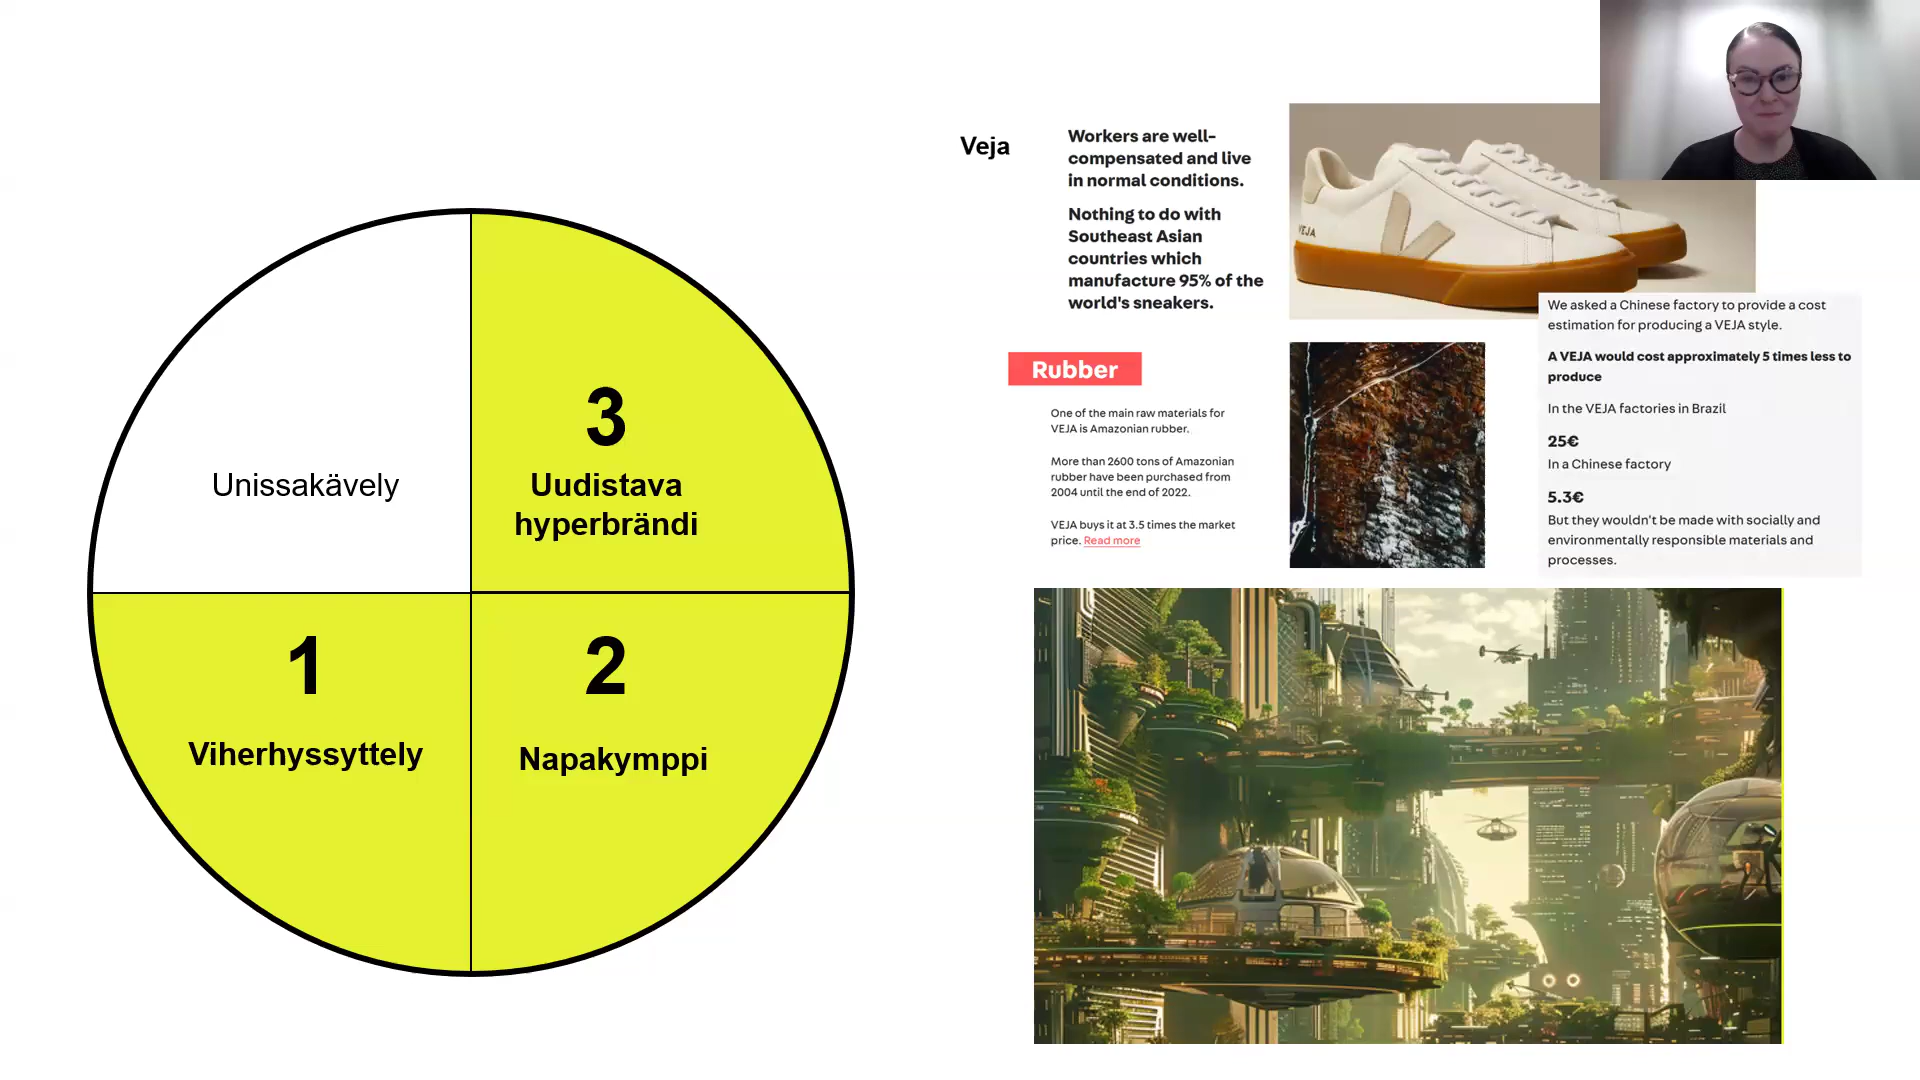 Unissakävely
3
Uudistava
hyperbrändi
1
Viherhyssyttely
2
Napakymppi
Veja
Workers are well-
compensated and live
in normal conditions.
Nothing to do with
Southeast Asian
countries which
manufacture 95% of the
world's sneakers.
VEJA
Rubber
One of the main raw materials for
VEJA is Amazonian rubber.
More than 2600 tons of Amazonian
rubber have been purchased from
2004 until the end of 2022.
VEJA buys it at 3.5 times the market
price. Read more
We asked a Chinese factory to provide a cost
estimation for producing a VEJA style.
A VEJA would cost approximately 5 times less to
produce
In the VEJA factories in Brazil
25€
In a Chinese factory
5.3€
But they wouldn't be made with socially and
environmentally responsible materials and
processes.